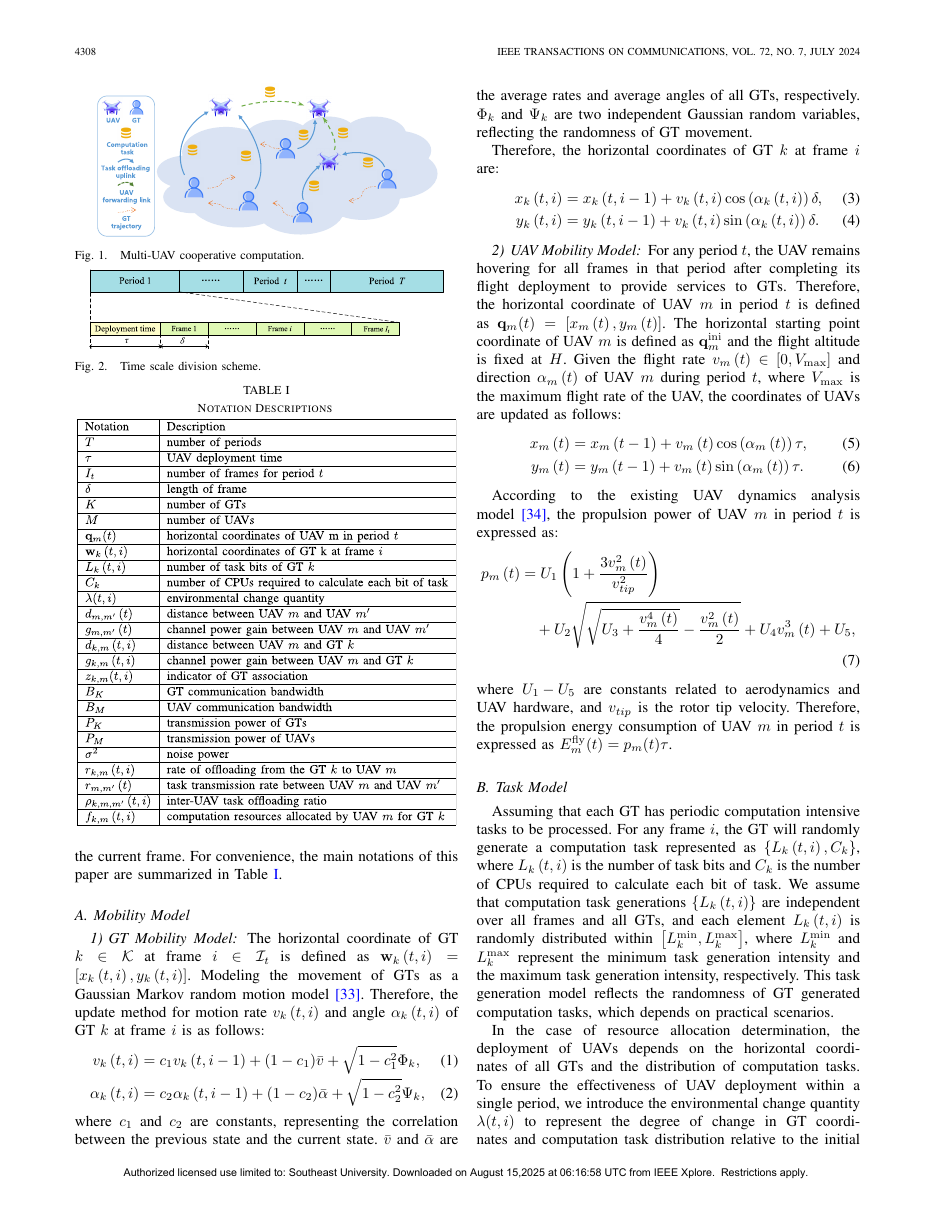 4308
IEEE TRANSACTIONS ON COMMUNICATIONS, VOL. 72, NO. 7, JULY 2024
UAV GT
Computation
task
Task offloading
uplink
UAV
forwarding link
GT
trajectory
Fig. 1. Multi-UAV cooperative computation.
Period 1 ······ Period t ······ Period T
Deployment time Frame 1 ······ Frame i ······ Frame I_t
τ δ
Fig. 2. Time scale division scheme.
TABLE I
NOTATION DESCRIPTIONS
Notation Description
T number of periods
τ UAV deployment time
I_t number of frames for period t
δ length of frame
K number of GTs
M number of UAVs
q_m(t) horizontal coordinates of UAV m in period t
w_k (t, i) horizontal coordinates of GT k at frame i
L_k (t, i) number of task bits of GT k
C_k number of CPUs required to calculate each bit of task
λ(t, i) environmental change quantity
d_{m,m′} (t) distance between UAV m and UAV m′
g_{m,m′} (t) channel power gain between UAV m and UAV m′
d_{k,m} (t, i) distance between UAV m and GT k
g_{k,m} (t, i) channel power gain between UAV m and GT k
z_{k,m}(t, i) indicator of GT association
B_K GT communication bandwidth
B_M UAV communication bandwidth
P_K transmission power of GTs
P_M transmission power of UAVs
σ² noise power
r_{k,m} (t, i) rate of offloading from the GT k to UAV m
r_{m,m′} (t) task transmission rate between UAV m and UAV m′
ρ_{k,m,m′} (t, i) inter-UAV task offloading ratio
f_{k,m} (t, i) computation resources allocated by UAV m for GT k
the current frame. For convenience, the main notations of this
paper are summarized in Table I.
A. Mobility Model
1) GT Mobility Model: The horizontal coordinate of GT
k ∈ K at frame i ∈ I_t is defined as w_k (t, i) =
[x_k (t, i) , y_k (t, i)]. Modeling the movement of GTs as a
Gaussian Markov random motion model [33]. Therefore, the
update method for motion rate v_k (t, i) and angle α_k (t, i) of
GT k at frame i is as follows:
v_k (t, i) = c_1 v_k (t, i − 1) + (1 − c_1) v̄ + √(1 − c_1²) Φ_k, (1)
α_k (t, i) = c_2 α_k (t, i − 1) + (1 − c_2) ᾱ + √(1 − c_2²) Ψ_k, (2)
where c_1 and c_2 are constants, representing the correlation
between the previous state and the current state. v̄ and ᾱ are
the average rates and average angles of all GTs, respectively.
Φ_k and Ψ_k are two independent Gaussian random variables,
reflecting the randomness of GT movement.
Therefore, the horizontal coordinates of GT k at frame i
are:
x_k (t, i) = x_k (t, i − 1) + v_k (t, i) cos (α_k (t, i)) δ, (3)
y_k (t, i) = y_k (t, i − 1) + v_k (t, i) sin (α_k (t, i)) δ. (4)
2) UAV Mobility Model: For any period t, the UAV remains
hovering for all frames in that period after completing its
flight deployment to provide services to GTs. Therefore,
the horizontal coordinate of UAV m in period t is defined
as q_m(t) = [x_m (t) , y_m (t)]. The horizontal starting point
coordinate of UAV m is defined as q_m^ini and the flight altitude
is fixed at H. Given the flight rate v_m (t) ∈ [0, V_max] and
direction α_m (t) of UAV m during period t, where V_max is
the maximum flight rate of the UAV, the coordinates of UAVs
are updated as follows:
x_m (t) = x_m (t − 1) + v_m (t) cos (α_m (t)) τ, (5)
y_m (t) = y_m (t − 1) + v_m (t) sin (α_m (t)) τ. (6)
According to the existing UAV dynamics analysis
model [34], the propulsion power of UAV m in period t is
expressed as:
p_m (t) = U_1 (1 + 3v_m² (t) / v_tip²)
+ U_2 √(√(U_3 + v_m⁴ (t) / 4) − v_m² (t) / 2) + U_4 v_m³ (t) + U_5,
(7)
where U_1 − U_5 are constants related to aerodynamics and
UAV hardware, and v_tip is the rotor tip velocity. Therefore,
the propulsion energy consumption of UAV m in period t is
expressed as E_m^fly(t) = p_m(t)τ.
B. Task Model
Assuming that each GT has periodic computation intensive
tasks to be processed. For any frame i, the GT will randomly
generate a computation task represented as {L_k (t, i) , C_k},
where L_k (t, i) is the number of task bits and C_k is the number
of CPUs required to calculate each bit of task. We assume
that computation task generations {L_k (t, i)} are independent
over all frames and all GTs, and each element L_k (t, i) is
randomly distributed within [L_k^min, L_k^max], where L_k^min and
L_k^max represent the minimum task generation intensity and
the maximum task generation intensity, respectively. This task
generation model reflects the randomness of GT generated
computation tasks, which depends on practical scenarios.
In the case of resource allocation determination, the
deployment of UAVs depends on the horizontal coordi-
nates of all GTs and the distribution of computation tasks.
To ensure the effectiveness of UAV deployment within a
single period, we introduce the environmental change quantity
λ(t, i) to represent the degree of change in GT coordi-
nates and computation task distribution relative to the initial
Authorized licensed use limited to: Southeast University. Downloaded on August 15,2025 at 06:16:58 UTC from IEEE Xplore. Restrictions apply.